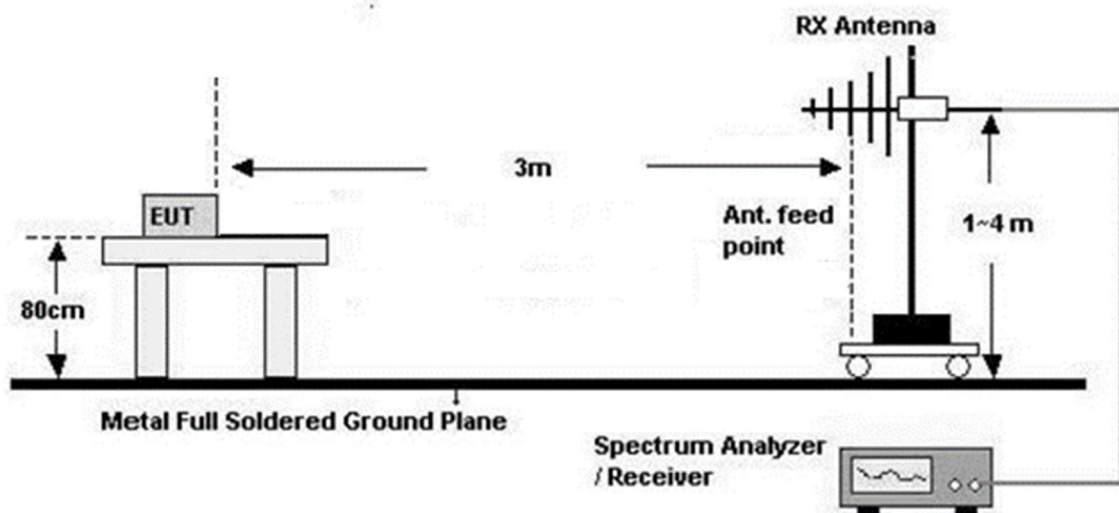 RX Antenna
3m
EUT
Ant. feed
point
1~4 m
80cm
Metal Full Soldered Ground Plane
Spectrum Analyzer
/ Receiver